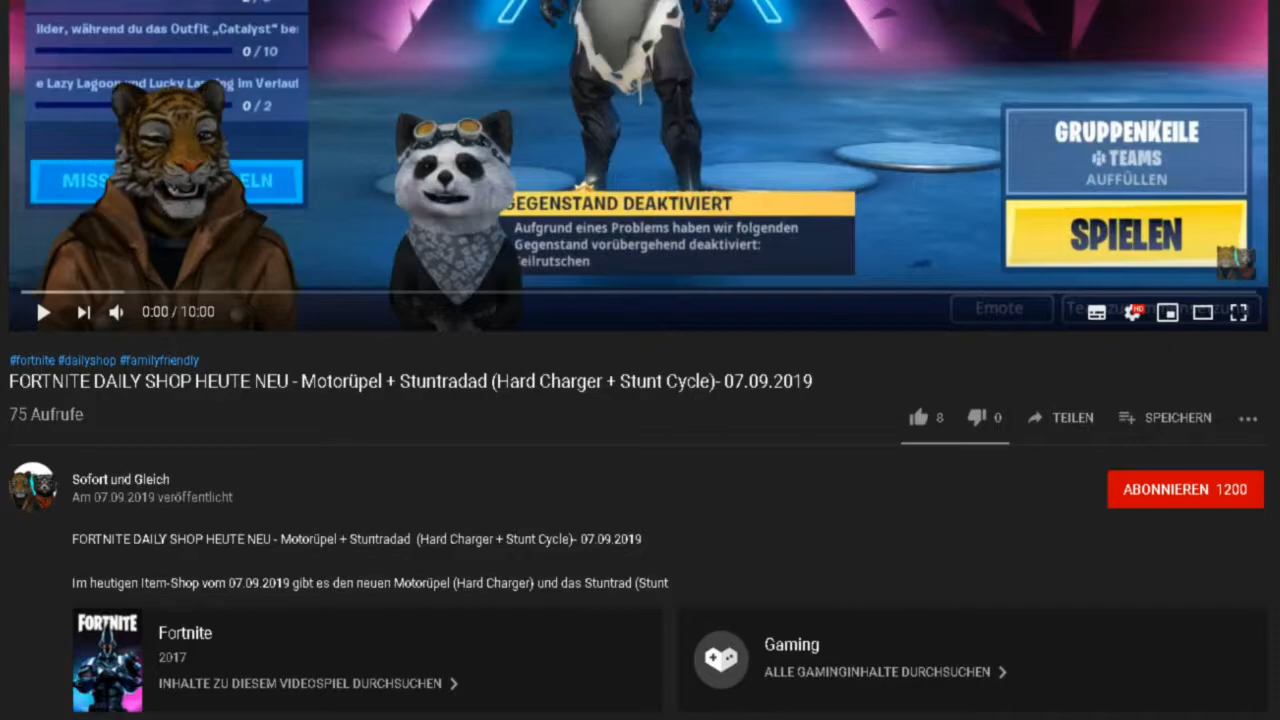 ilder, während du das Outfit „Catalyst“ be
0/10
e Lazy Lagoon und Lucky Landing Im Verlauf
0/2
GRUPPENKEILE
TEAMS
AUFFÜLLEN
SPIELEN
GEGENSTAND DEAKTIVIERT
Aufgrund eines Problems haben wir folgenden
Gegenstand vorübergehend deaktiviert:
eilrutschen
Emote
0:00 / 10:00
HD
#fortnite #dailyshop #familyfriendly
FORTNITE DAILY SHOP HEUTE NEU - Motorüpel + Stuntradad (Hard Charger + Stunt Cycle)- 07.09.2019
75 Aufrufe
8
0
TEILEN
SPEICHERN
Sofort und Gleich
Am 07.09.2019 veröffentlicht
ABONNIEREN 1200
FORTNITE DAILY SHOP HEUTE NEU - Motorüpel + Stuntradad (Hard Charger + Stunt Cycle)- 07.09.2019
Im heutigen Item-Shop vom 07.09.2019 gibt es den neuen Motorüpel (Hard Charger) und das Stuntrad (Stunt
FORTNITE
Fortnite
2017
INHALTE ZU DIESEM VIDEOSPIEL DURCHSUCHEN
Gaming
ALLE GAMINGINHALTE DURCHSUCHEN